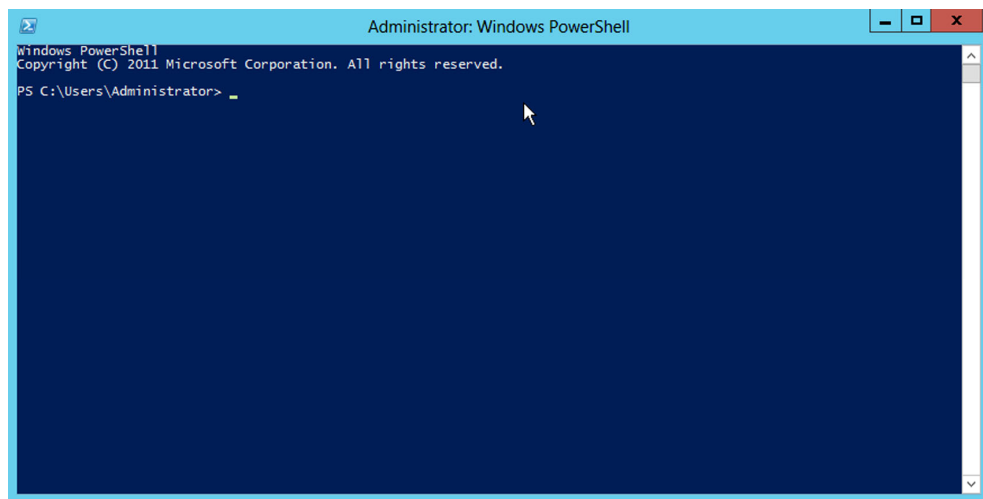 Administrator: Windows PowerShell
Windows PowerShell
Copyright (C) 2011 Microsoft Corporation. All rights reserved.
PS C:\Users\Administrator> _